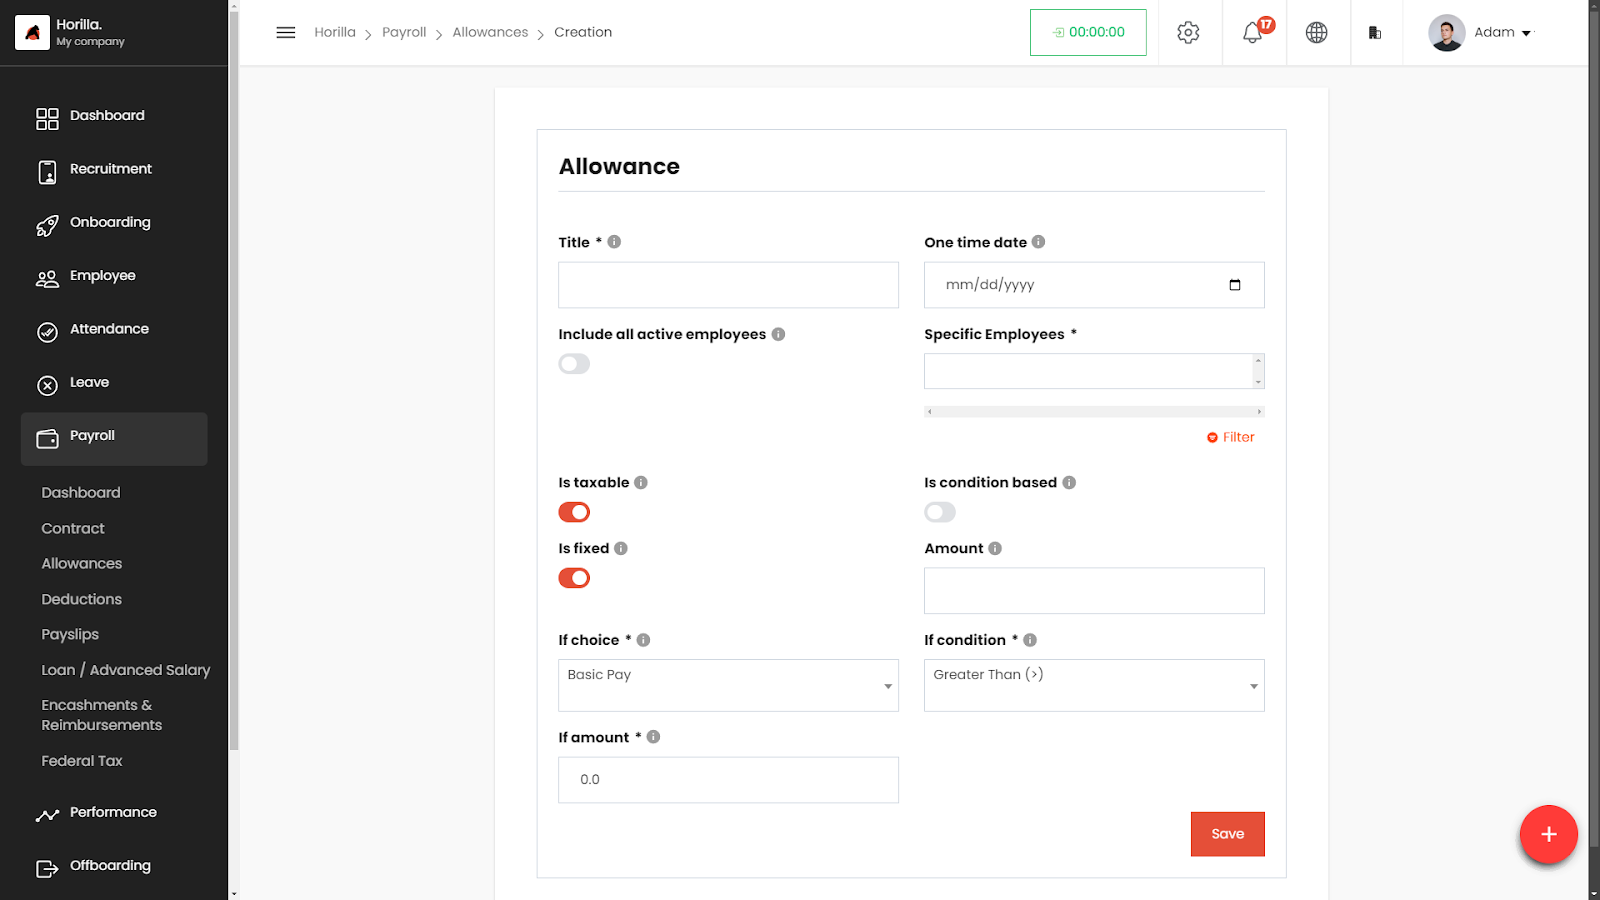 Horilla.
My company
Horilla > Payroll > Allowances > Creation
00:00:00
17
Adam
Dashboard
Recruitment
Onboarding
Employee
Attendance
Leave
Payroll
Dashboard
Contract
Allowances
Deductions
Payslips
Loan / Advanced Salary
Encashments &
Reimbursements
Federal Tax
Performance
Offboarding
Allowance
Title *
One time date
mm/dd/yyyy
Include all active employees
Specific Employees *
Filter
Is taxable
Is condition based
Is fixed
Amount
If choice *
If condition *
Basic Pay
Greater Than (>)
If amount *
0.0
Save
+